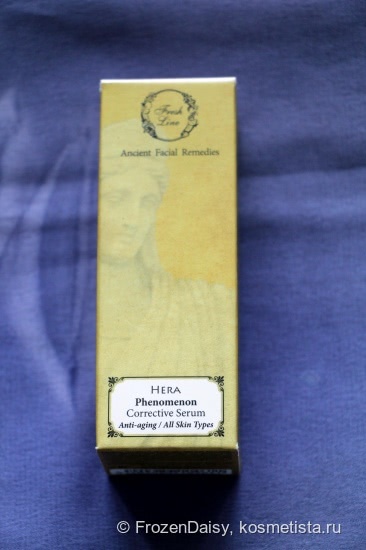 Fresh
Line
Ancient Facial Remedies
HERA
Phenomenon
Corrective Serum
Anti-aging / All Skin Types
© FrozenDaisy, kosmetista.ru